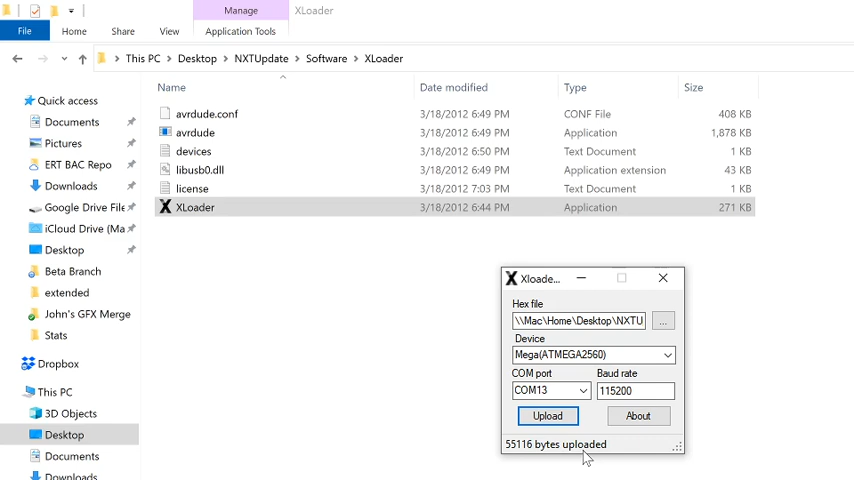 Manage
XLoader
File
Home
Share
View
Application Tools
This PC > Desktop > NXTUpdate > Software > XLoader
Name
Date modified
Type
Size
Quick access
Documents
Pictures
ERT BAC Repo
Downloads
Google Drive File
iCloud Drive (Ma
Desktop
Beta Branch
extended
John's GFX Merge
Stats
Dropbox
This PC
3D Objects
Desktop
Documents
Downloads
avrdude.conf 3/18/2012 6:49 PM CONF File 408 KB
avrdude 3/18/2012 6:49 PM Application 1,878 KB
devices 3/18/2012 6:50 PM Text Document 1 KB
libusb0.dll 3/18/2012 6:49 PM Application extension 43 KB
license 3/18/2012 7:03 PM Text Document 1 KB
XLoader 3/18/2012 6:44 PM Application 271 KB
X Xloade...
Hex file
\\Mac\Home\Desktop\NXTU ...
Device
Mega(ATMEGA2560)
COM port Baud rate
COM13 115200
Upload About
55116 bytes uploaded